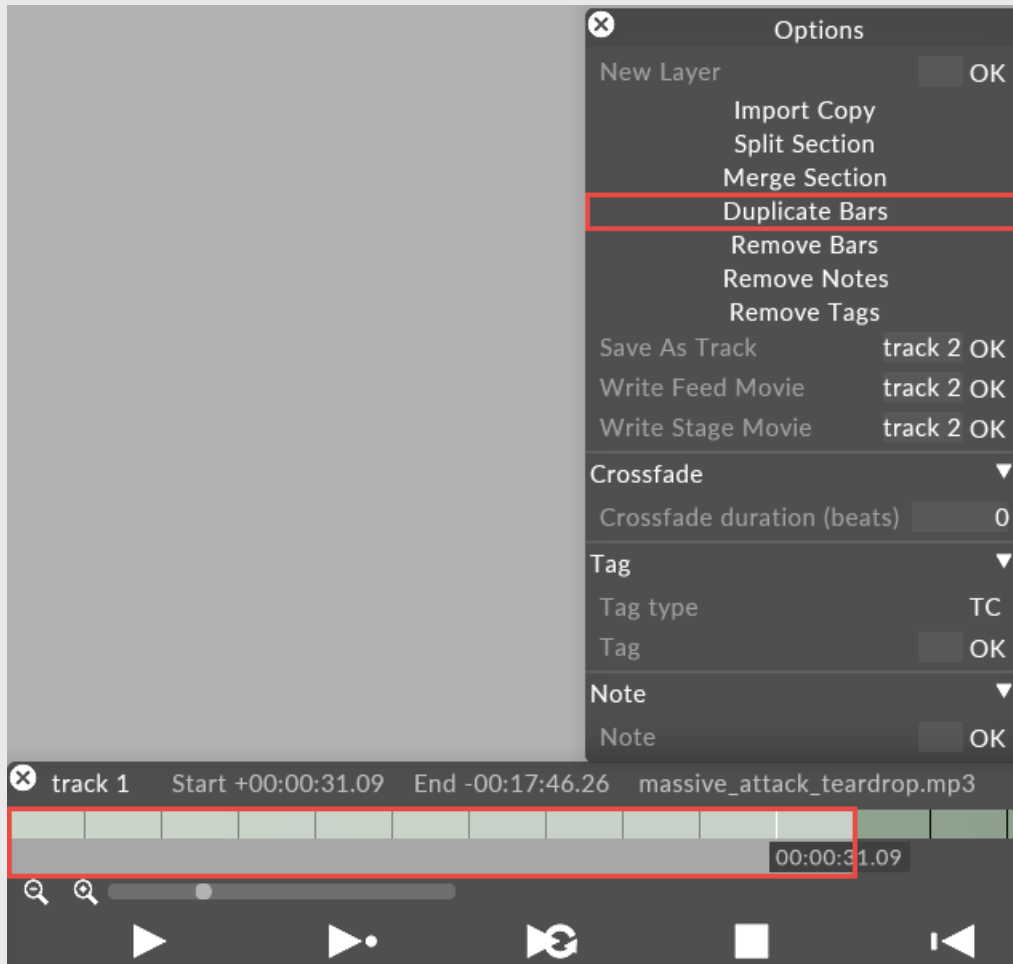 Options
New Layer OK
Import Copy
Split Section
Merge Section
Duplicate Bars
Remove Bars
Remove Notes
Remove Tags
Save As Track track 2 OK
Write Feed Movie track 2 OK
Write Stage Movie track 2 OK
Crossfade
Crossfade duration (beats) 0
Tag
Tag type TC
Tag OK
Note
Note OK
track 1 Start +00:00:31.09 End -00:17:46.26 massive_attack_teardrop.mp3
00:00:31.09